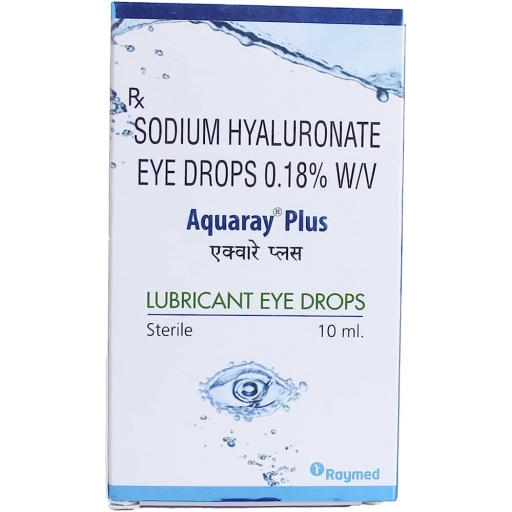 Rx
SODIUM HYALURONATE
EYE DROPS 0.18% W/V
Aquaray® Plus
एक्वारे प्लस
LUBRICANT EYE DROPS
Sterile 10 ml.
Raymed